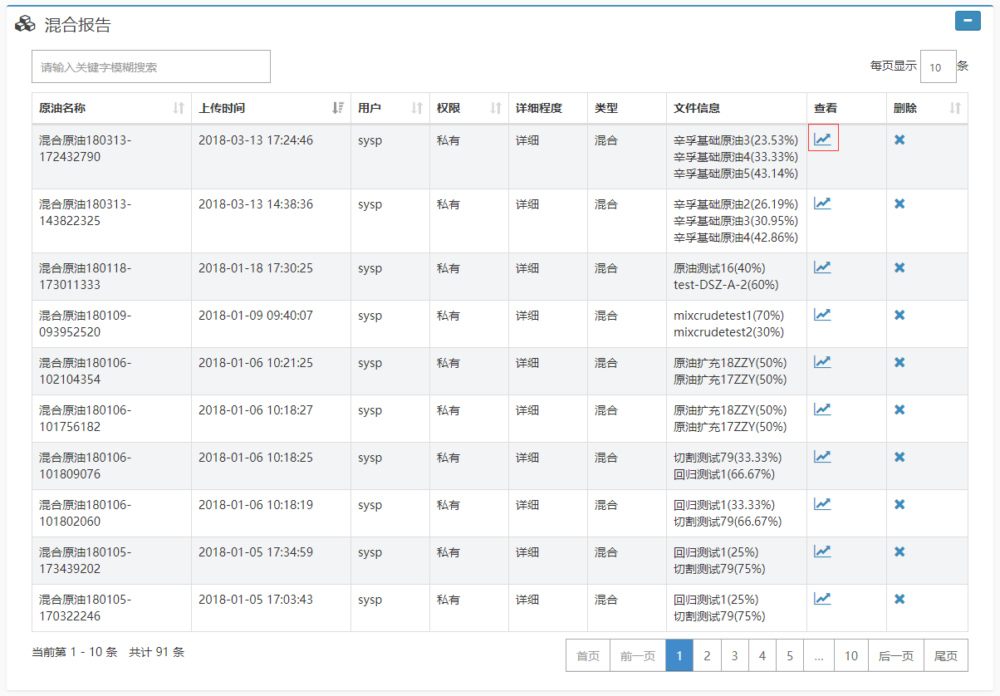 混合报告
请输入关键字模糊搜索
每页显示 10 条
原油名称 上传时间 用户 权限 详细程度 类型 文件信息 查看 删除
混合原油180313- 2018-03-13 17:24:46 sysp 私有 详细 混合 辛孚基础原油3(23.53%)
172432790 辛孚基础原油4(33.33%)
辛孚基础原油5(43.14%)
混合原油180313- 2018-03-13 14:38:36 sysp 私有 详细 混合 辛孚基础原油2(26.19%)
143822325 辛孚基础原油3(30.95%)
辛孚基础原油4(42.86%)
混合原油180118- 2018-01-18 17:30:25 sysp 私有 详细 混合 原油测试16(40%)
173011333 test-DSZ-A-2(60%)
混合原油180109- 2018-01-09 09:40:07 sysp 私有 详细 混合 mixcrudetest1(70%)
093952520 mixcrudetest2(30%)
混合原油180106- 2018-01-06 10:21:25 sysp 私有 详细 混合 原油扩充18ZZY(50%)
102104354 原油扩充17ZZY(50%)
混合原油180106- 2018-01-06 10:18:27 sysp 私有 详细 混合 原油扩充18ZZY(50%)
101756182 原油扩充17ZZY(50%)
混合原油180106- 2018-01-06 10:18:25 sysp 私有 详细 混合 切割测试79(33.33%)
101809076 回归测试1(66.67%)
混合原油180106- 2018-01-06 10:18:19 sysp 私有 详细 混合 回归测试1(33.33%)
101802060 切割测试79(66.67%)
混合原油180105- 2018-01-05 17:34:59 sysp 私有 详细 混合 回归测试1(25%)
173439202 切割测试79(75%)
混合原油180105- 2018-01-05 17:03:43 sysp 私有 详细 混合 回归测试1(25%)
170322246 切割测试79(75%)
当前第 1 - 10 条 共计 91 条 首页 前一页 1 2 3 4 5 ... 10 后一页 尾页